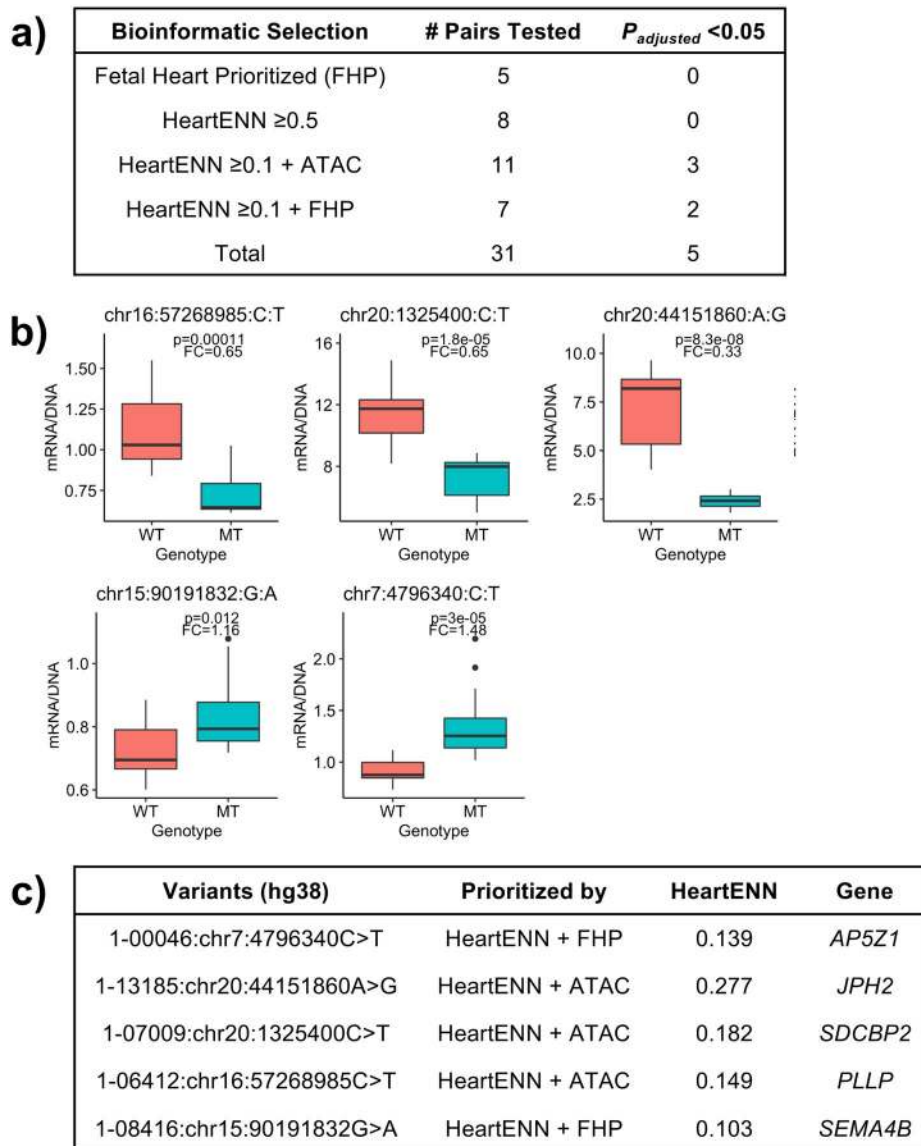 a)
Bioinformatic Selection # Pairs Tested P adjusted <0.05
Fetal Heart Prioritized (FHP) 5 0
HeartENN ≥0.5 8 0
HeartENN ≥0.1 + ATAC 11 3
HeartENN ≥0.1 + FHP 7 2
Total 31 5
b)
chr16:57268985:C:T
p=0.00011
FC=0.65
mRNA/DNA
1.50
1.25
1.00
0.75
WT MT
Genotype
chr20:1325400:C:T
p=1.8e-05
FC=0.65
mRNA/DNA
16
12
8
WT MT
Genotype
chr20:44151860:A:G
p=8.3e-08
FC=0.33
mRNA/DNA
10.0
7.5
5.0
2.5
WT MT
Genotype
chr15:90191832:G:A
p=0.012
FC=1.16
mRNA/DNA
1.0
0.8
0.6
WT MT
Genotype
chr7:4796340:C:T
p=3e-05
FC=1.48
mRNA/DNA
2.0
1.5
1.0
WT MT
Genotype
c)
Variants (hg38) Prioritized by HeartENN Gene
1-00046:chr7:4796340C>T HeartENN + FHP 0.139 AP5Z1
1-13185:chr20:44151860A>G HeartENN + ATAC 0.277 JPH2
1-07009:chr20:1325400C>T HeartENN + ATAC 0.182 SDCBP2
1-06412:chr16:57268985C>T HeartENN + ATAC 0.149 PLLP
1-08416:chr15:90191832G>A HeartENN + FHP 0.103 SEMA4B